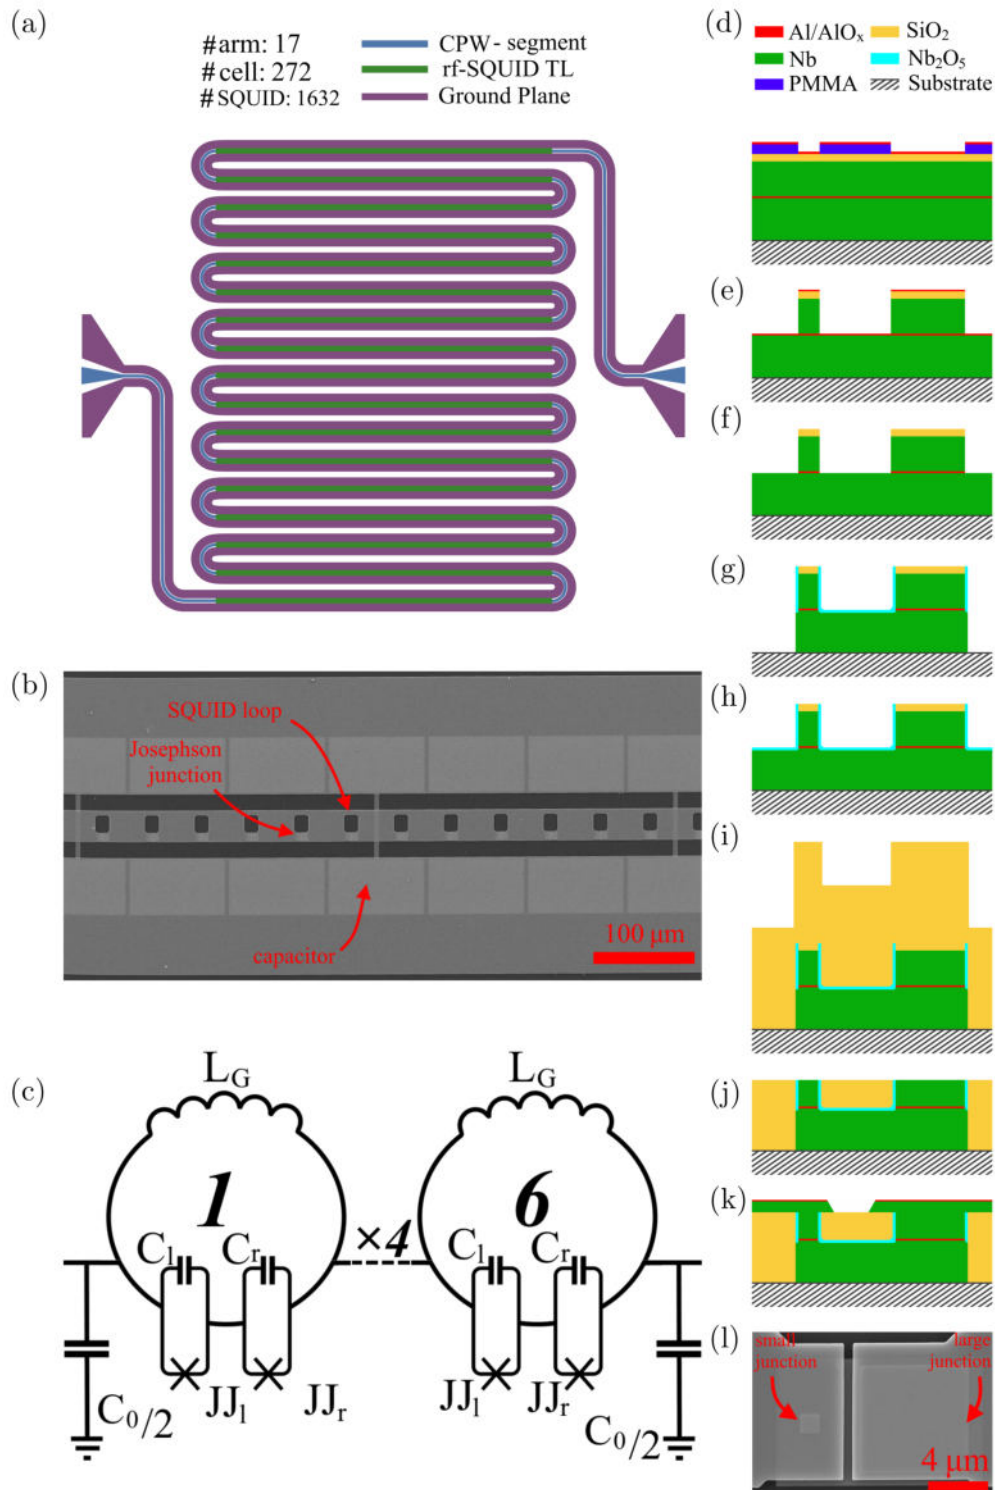 (a)
#arm: 17
#cell: 272
#SQUID: 1632
CPW- segment
rf-SQUID TL
Ground Plane
(b)
SQUID loop
Josephson
junction
capacitor
100 μm
(c)
L_G
L_G
1
6
×4
C_l
C_r
C_l
C_r
JJ_l
JJ_r
JJ_l
JJ_r
C_0/2
C_0/2
(d)
Al/AlO_x
SiO_2
Nb
Nb_2O_5
PMMA
Substrate
(e)
(f)
(g)
(h)
(i)
(j)
(k)
(l)
small
junction
large
junction
4 μm